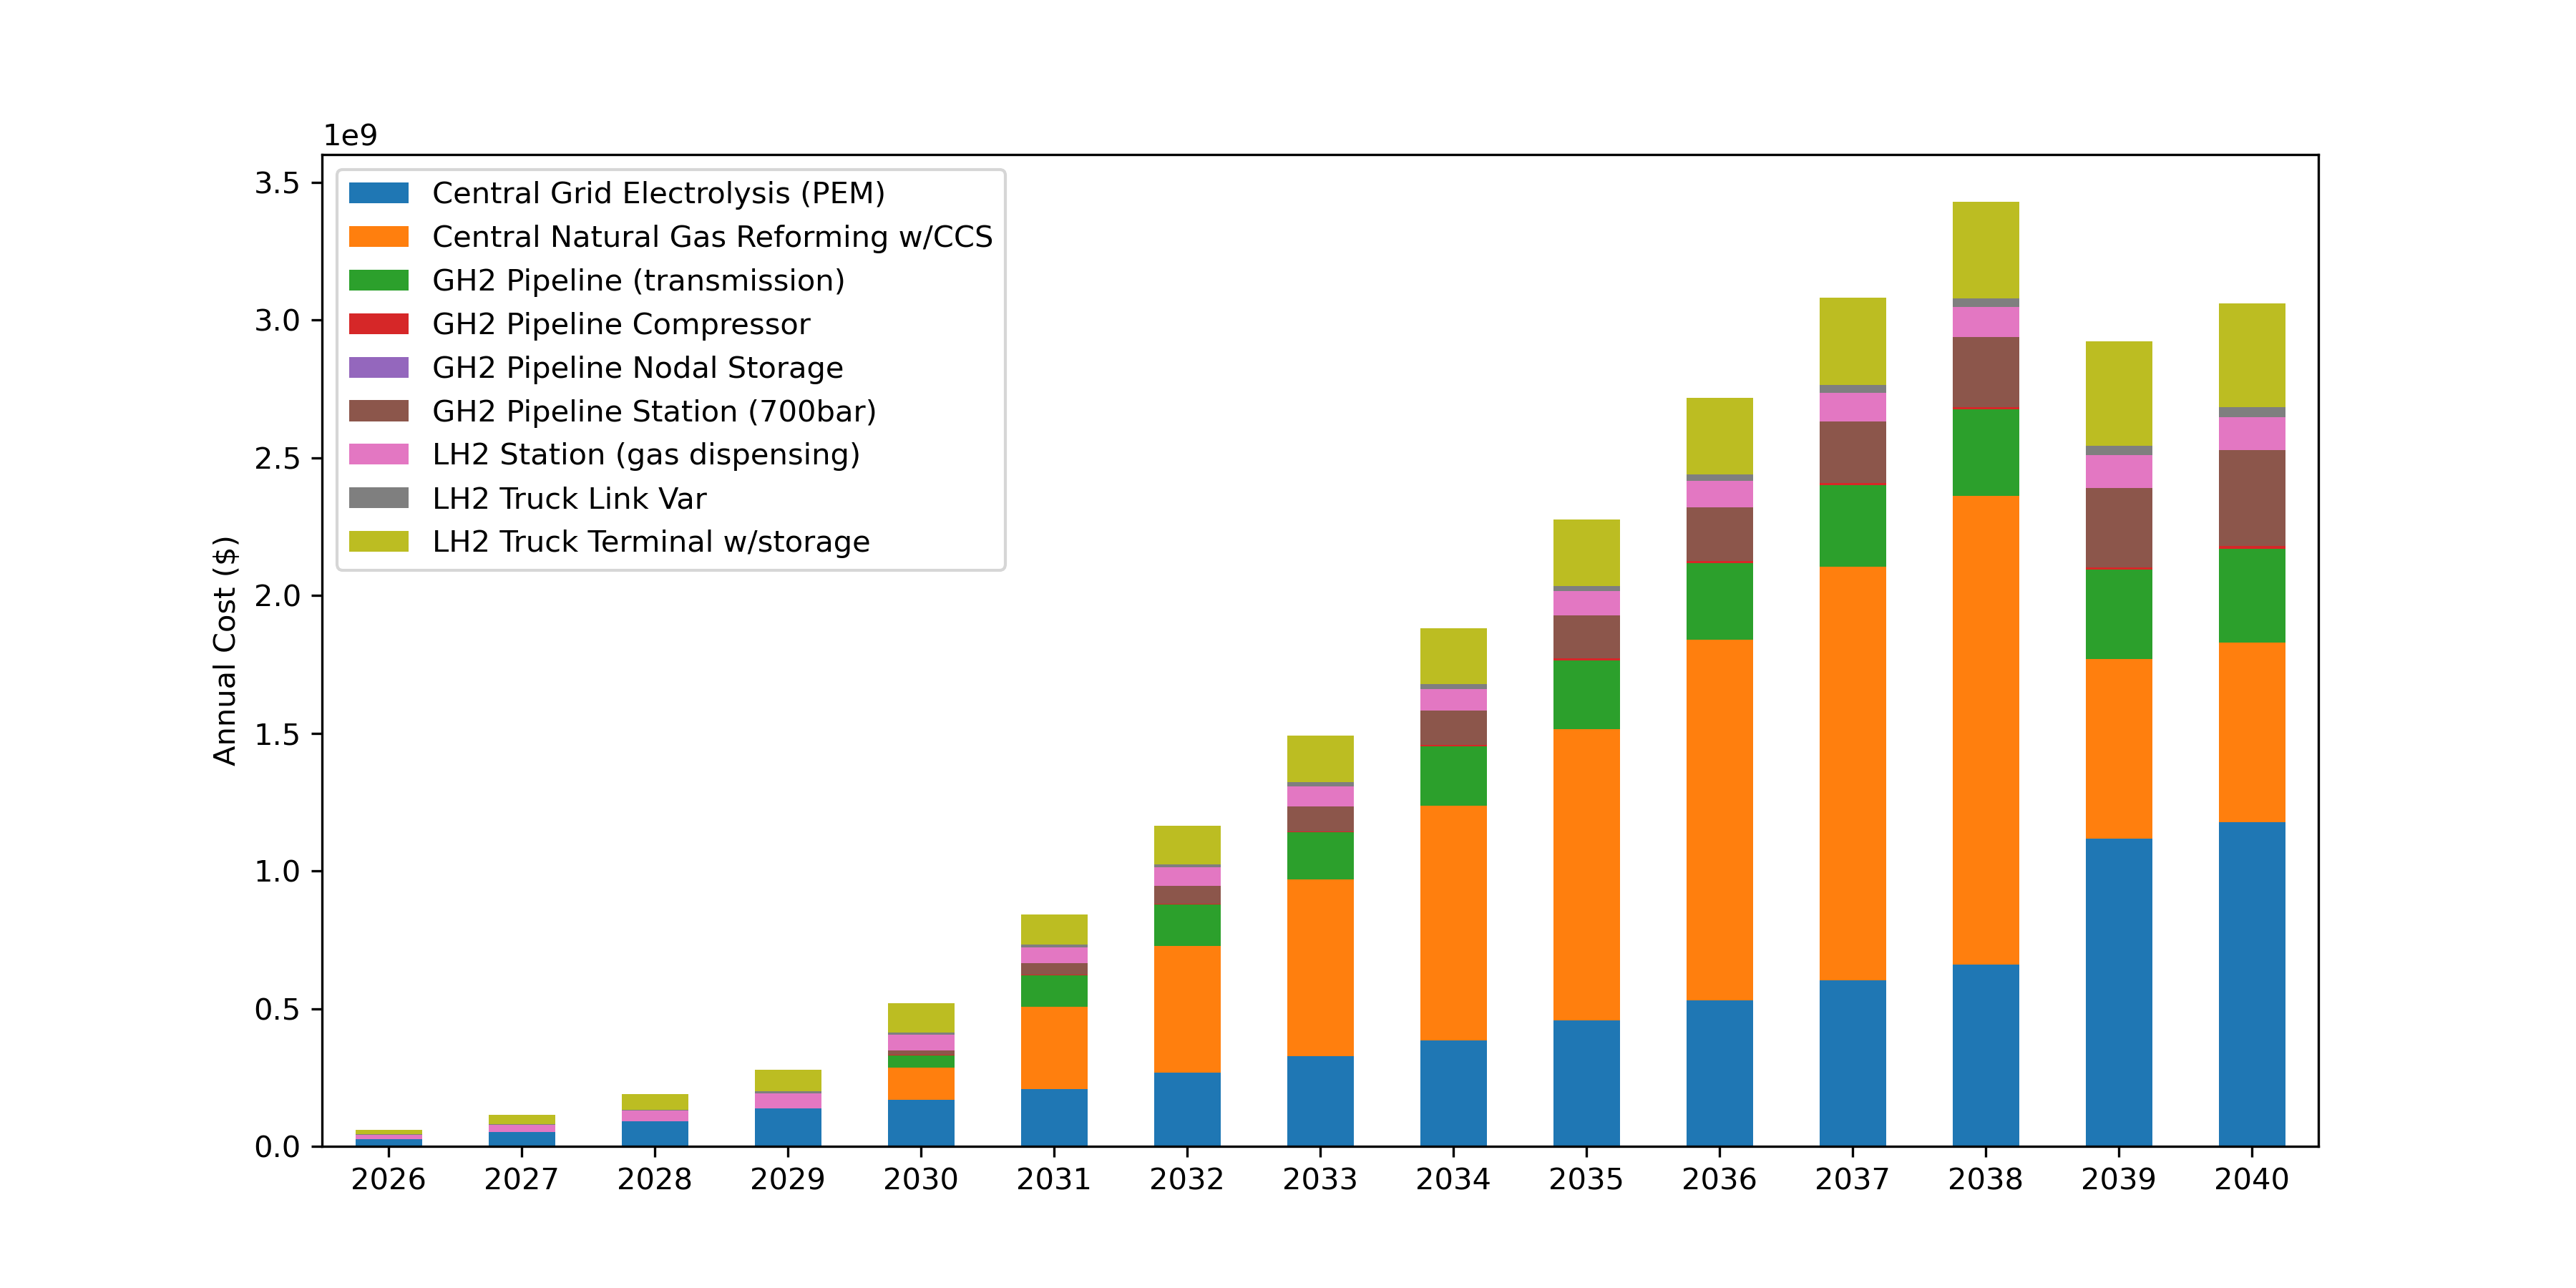 1e9
3.5
3.0
2.5
2.0
1.5
1.0
0.5
0.0
Annual Cost ($)
Central Grid Electrolysis (PEM)
Central Natural Gas Reforming w/CCS
GH2 Pipeline (transmission)
GH2 Pipeline Compressor
GH2 Pipeline Nodal Storage
GH2 Pipeline Station (700bar)
LH2 Station (gas dispensing)
LH2 Truck Link Var
LH2 Truck Terminal w/storage
2026 2027 2028 2029 2030 2031 2032 2033 2034 2035 2036 2037 2038 2039 2040